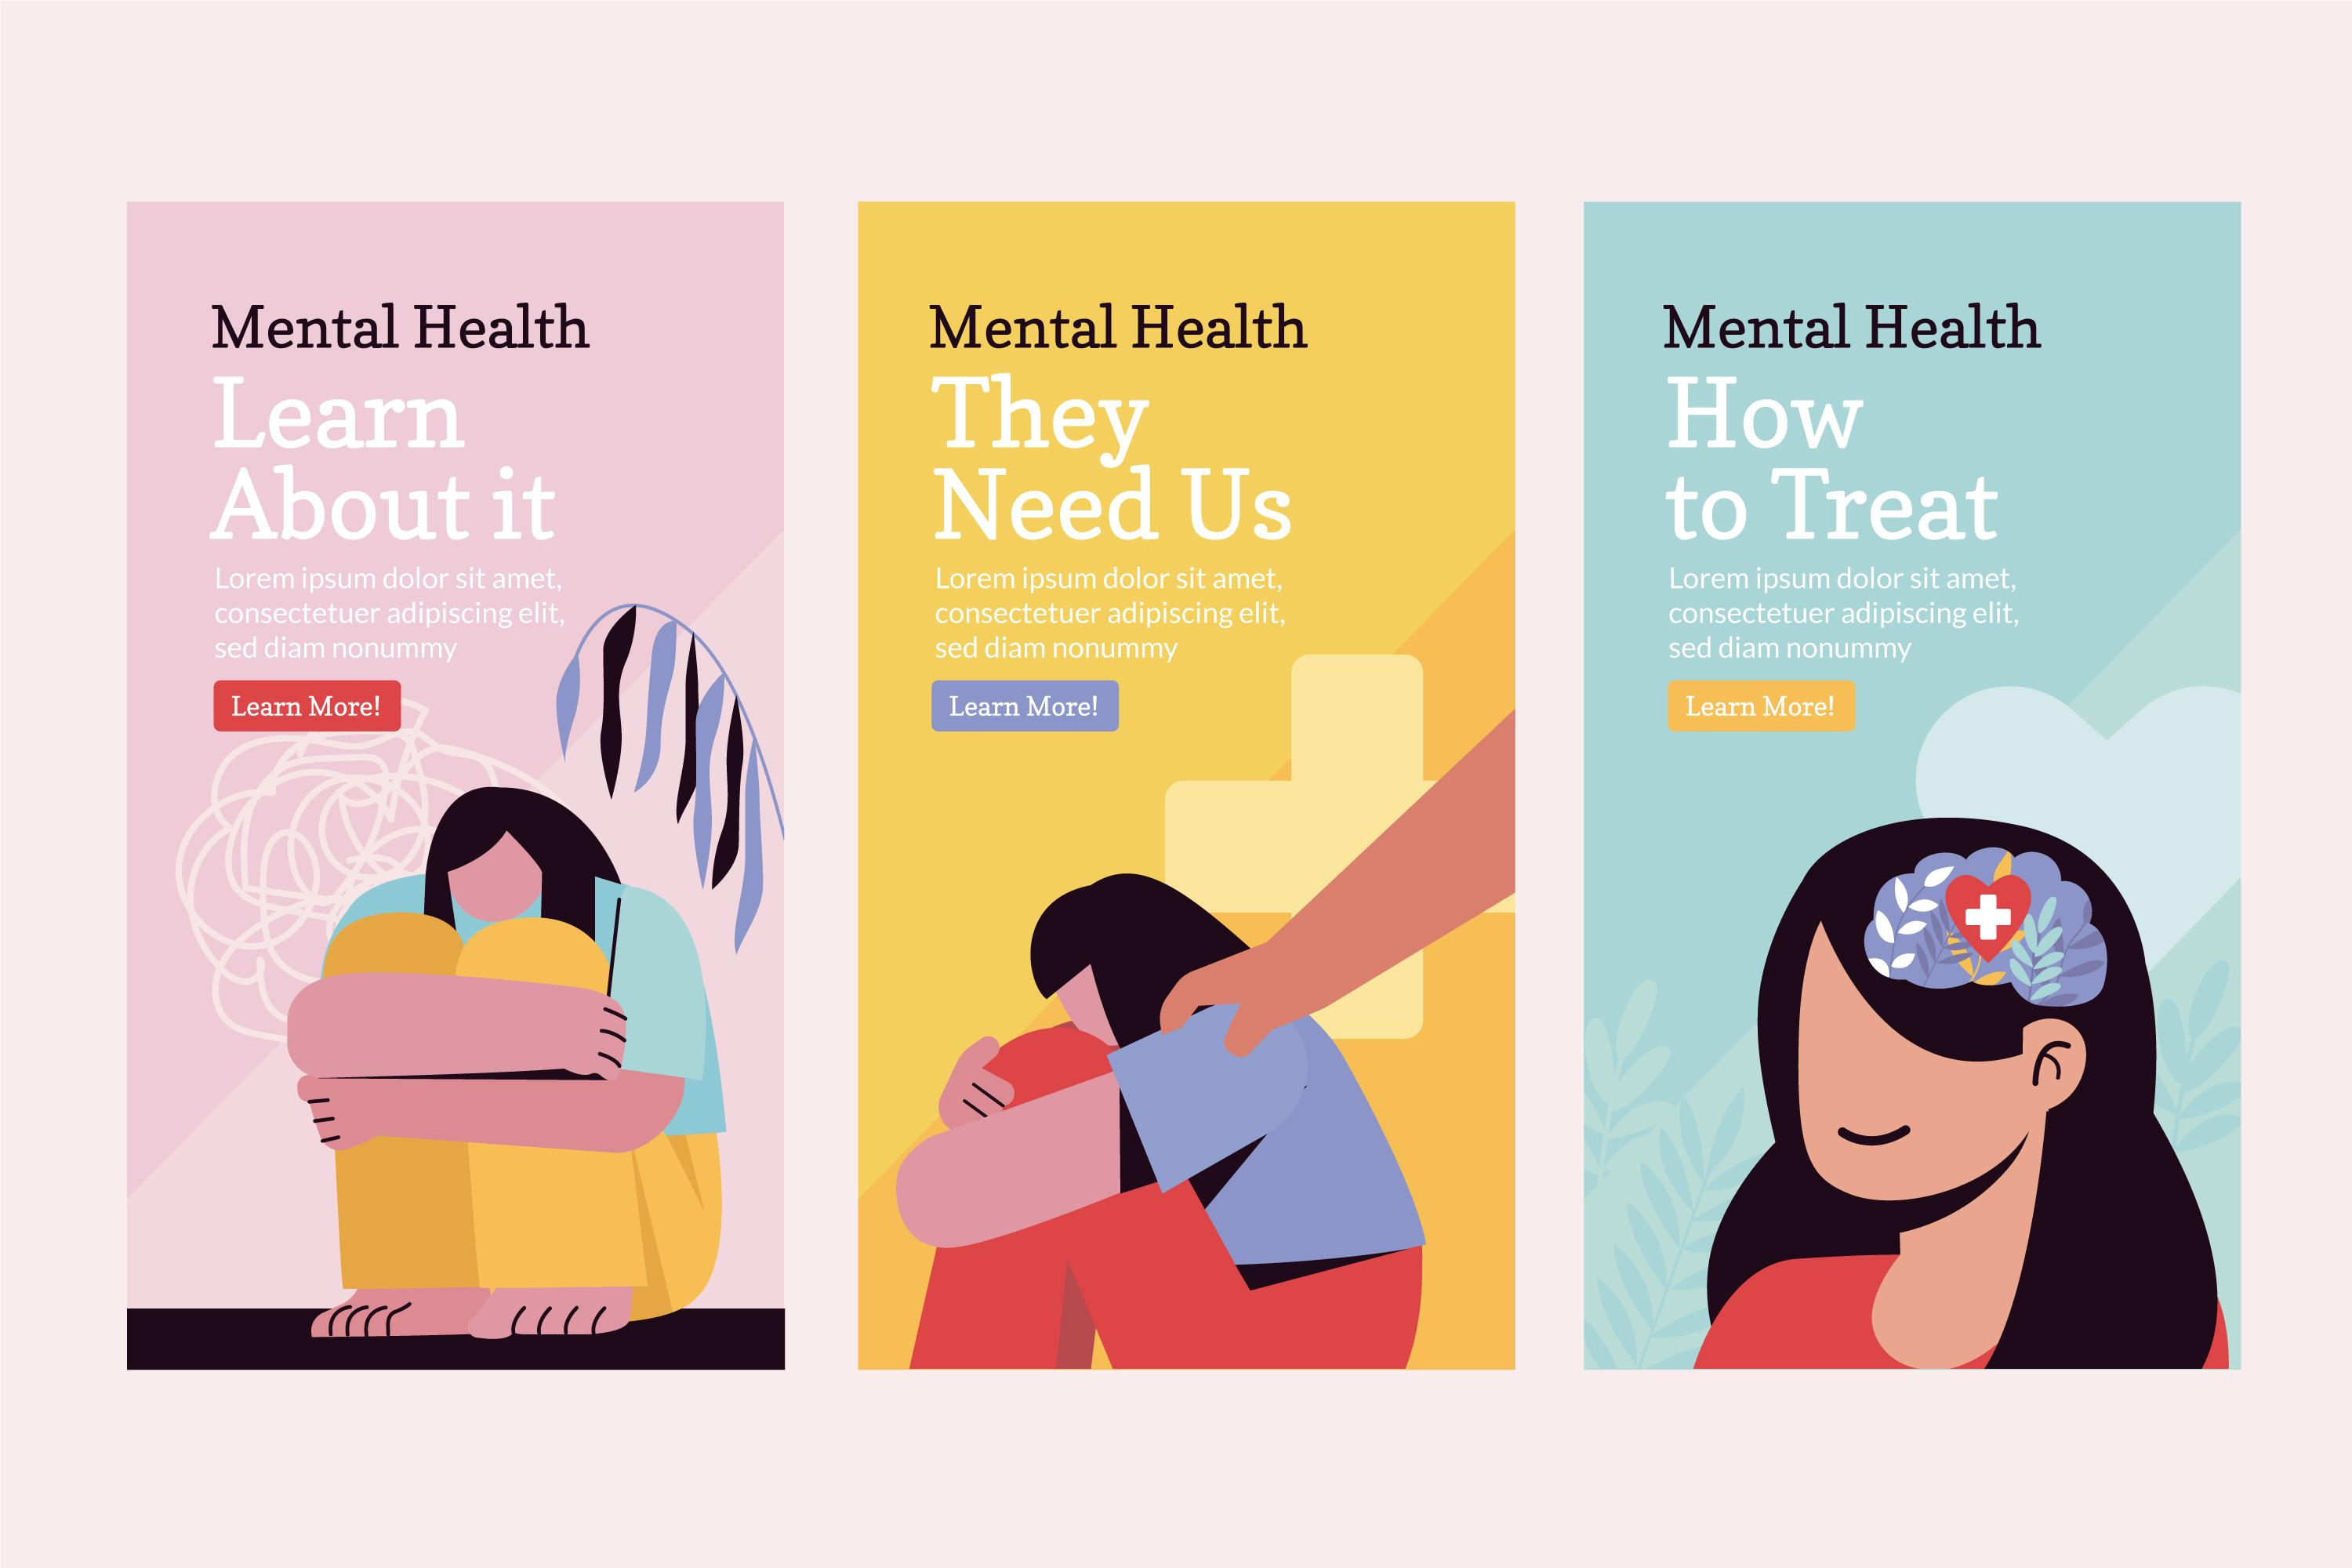 Mental Health
Learn
About it
Lorem ipsum dolor sit amet,
consectetuer adipiscing elit,
sed diam nonummy
Learn More!
Mental Health
They
Need Us
Lorem ipsum dolor sit amet,
consectetuer adipiscing elit,
sed diam nonummy
Learn More!
Mental Health
How
to Treat
Lorem ipsum dolor sit amet,
consectetuer adipiscing elit,
sed diam nonummy
Learn More!